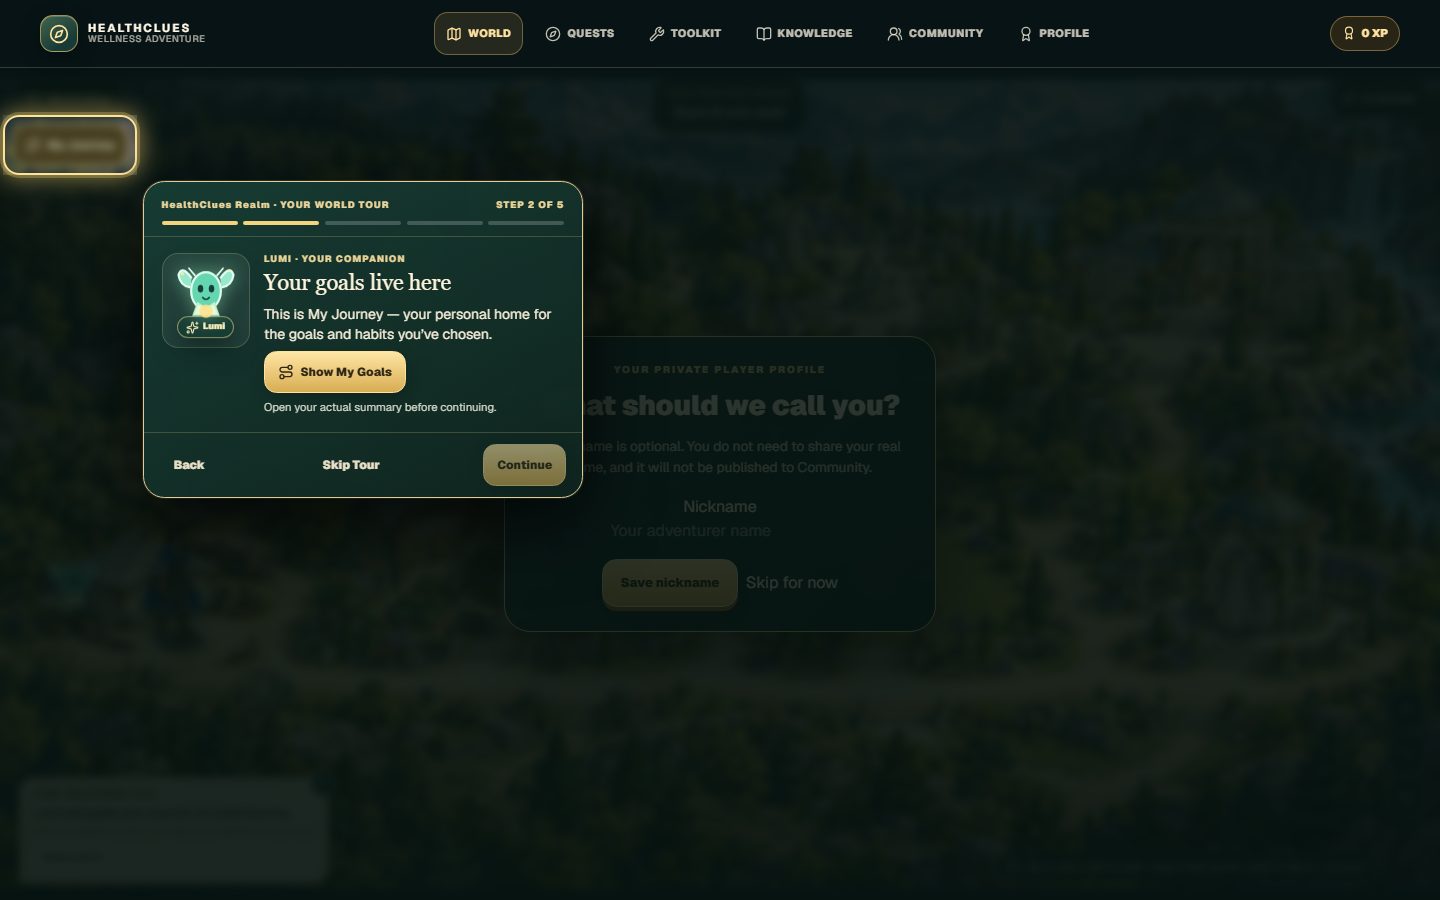 HEALTHCLUES
WELLNESS ADVENTURE
WORLD
QUESTS
TOOLKIT
KNOWLEDGE
COMMUNITY
PROFILE
0 XP
HealthClues Realm · YOUR WORLD TOUR
STEP 2 OF 5
LUMI · YOUR COMPANION
Your goals live here
This is My Journey — your personal home for
the goals and habits you’ve chosen.
Lumi
Show My Goals
Open your actual summary before continuing.
Back
Skip Tour
Continue
YOUR PRIVATE PLAYER PROFILE
at should we call you?
ame is optional. You do not need to share your real
me, and it will not be published to Community.
Nickname
Your adventurer name
Save nickname
Skip for now